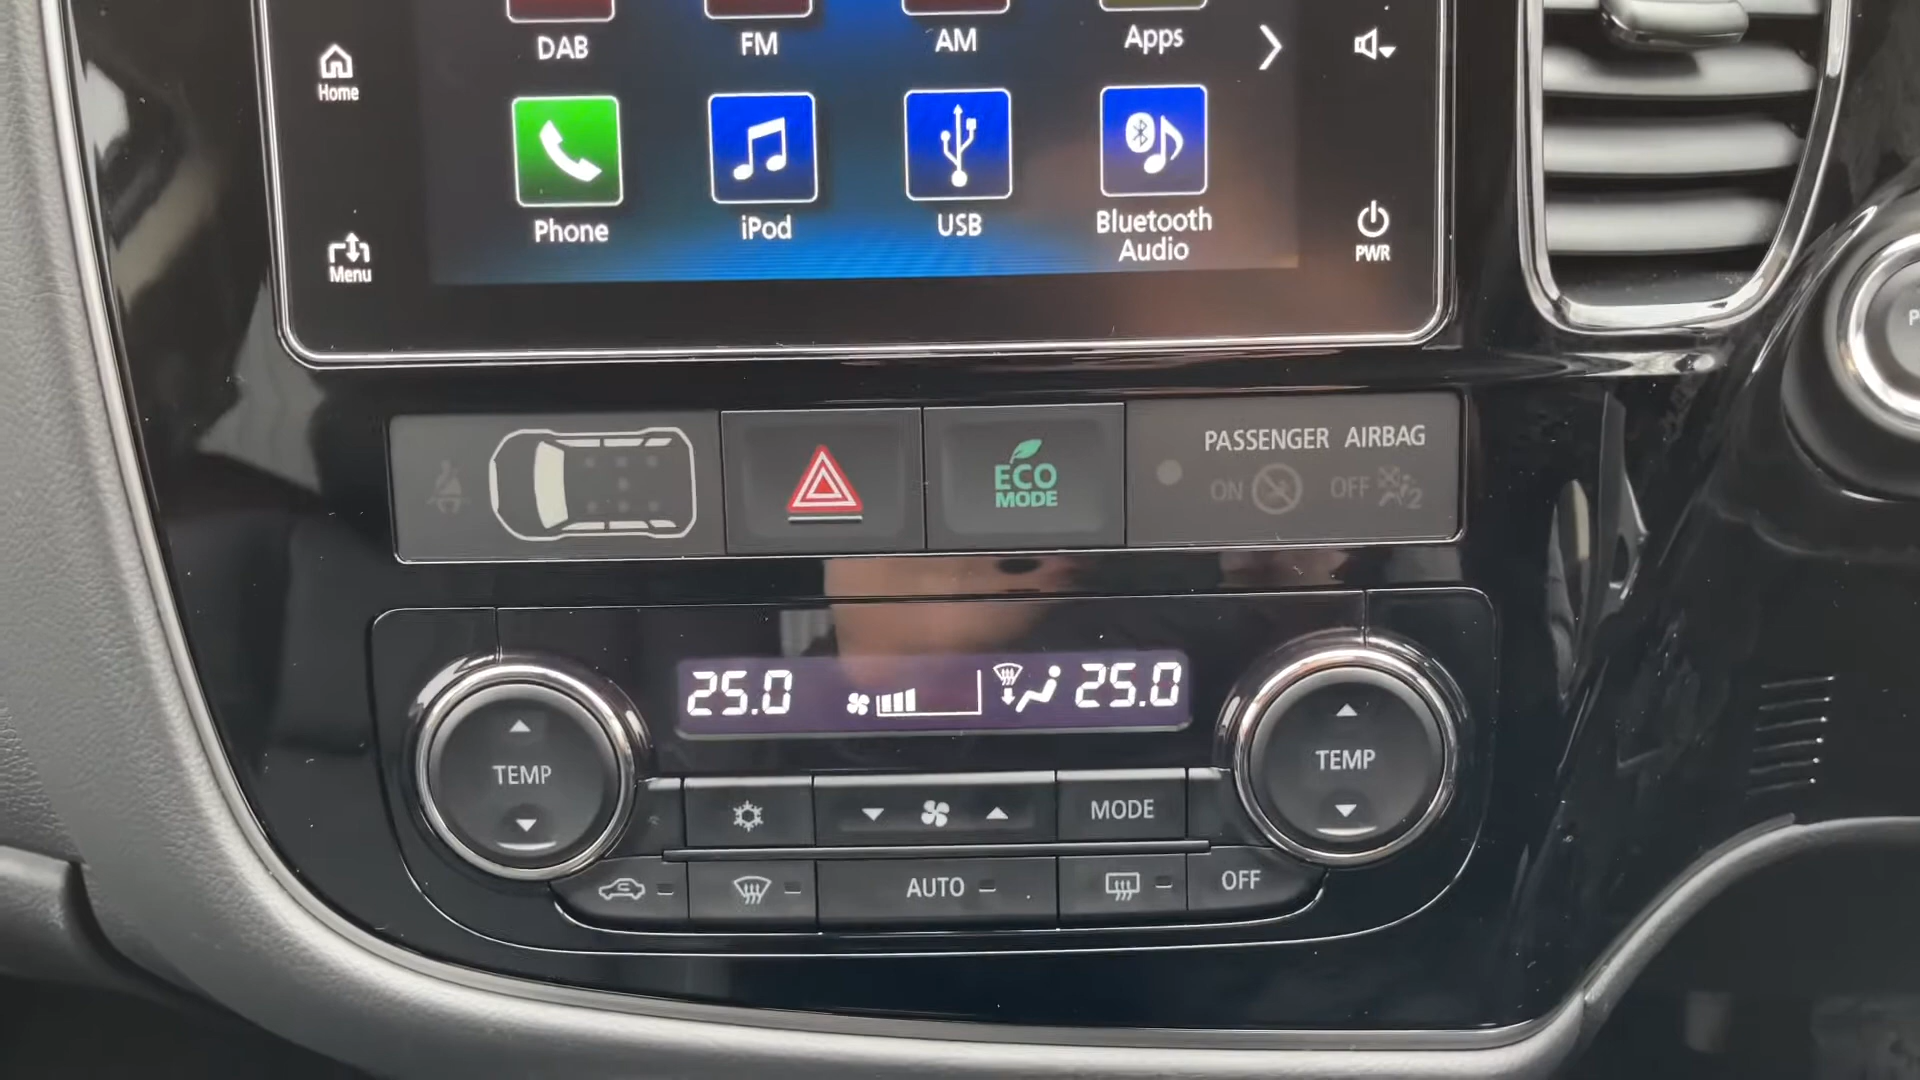 DAB
FM
AM
Apps
Home
Phone
iPod
USB
Bluetooth
Audio
Menu
PWR
P
PASSENGER AIRBAG
ECO
MODE
ON
OFF
2
25.0
25.0
TEMP
TEMP
MODE
AUTO
OFF